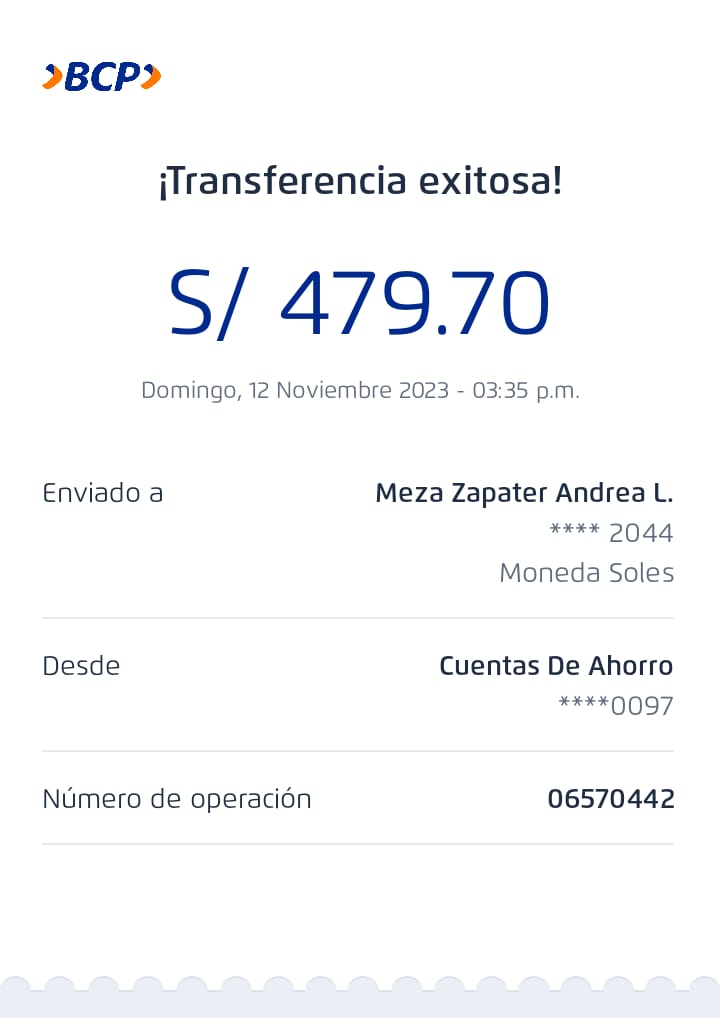 BCP
¡Transferencia exitosa!
S/ 479.70
Domingo, 12 Noviembre 2023 - 03:35 p.m.
Enviado a
Meza Zapater Andrea L.
**** 2044
Moneda Soles
Desde
Cuentas De Ahorro
****0097
Número de operación
06570442